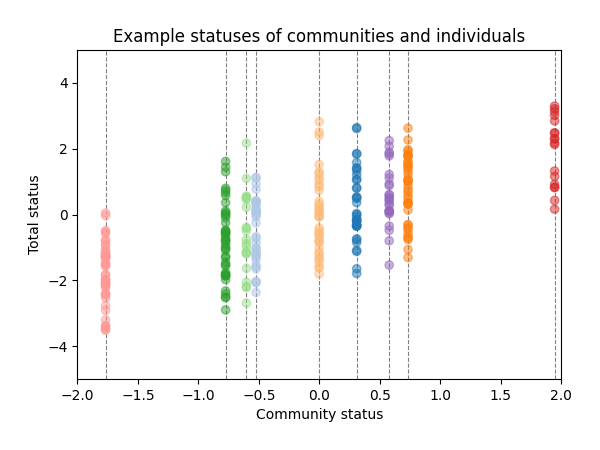 Example statuses of communities and individuals
Total status
4
2
0
−2
−4
−2.0 −1.5 −1.0 −0.5 0.0 0.5 1.0 1.5 2.0
Community status